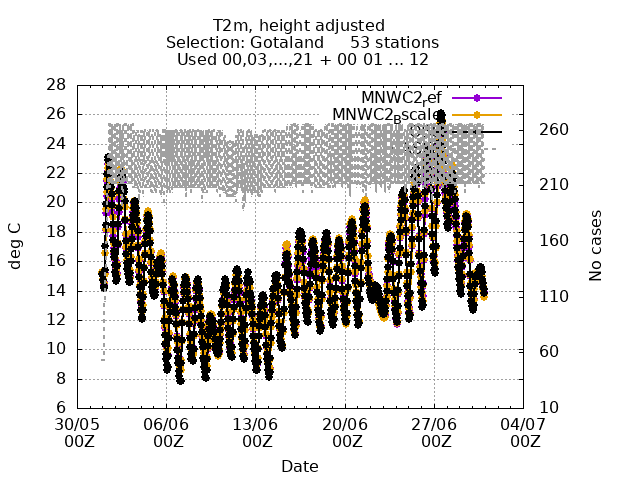 T2m, height adjusted
Selection: Gotaland 53 stations
Used 00,03,...,21 + 00 01 ... 12
MNWC2ref
MNWC2Bscale
28
26
24
22
20
18
16
14
12
10
8
6
deg C
260
210
160
110
60
10
No cases
30/05 06/06 13/06 20/06 27/06 04/07
00Z 00Z 00Z 00Z 00Z 00Z
Date